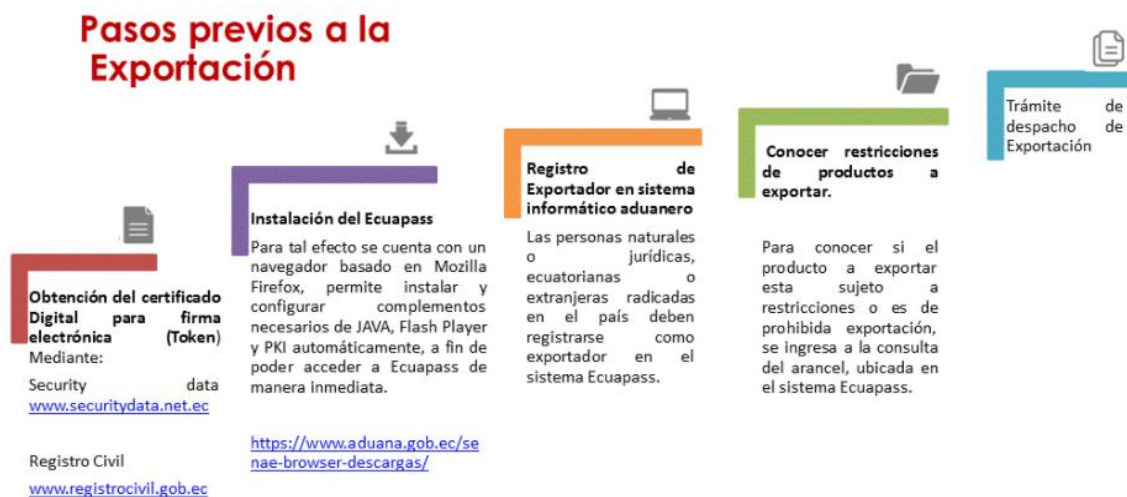 Pasos previos a la
Exportación
Obtención del certificado
Digital para firma
electrónica (Token)
Mediante:
Security data
www.securitydata.net.ec
Registro Civil
www.registrocivil.gob.ec
Instalación del Ecuapass
Para tal efecto se cuenta con un
navegador basado en Mozilla
Firefox, permite instalar y
configurar complementos
necesarios de JAVA, Flash Player
y PKI automáticamente, a fin de
poder acceder a Ecuapass de
manera inmediata.
https://www.aduana.gob.ec/se
nae-browser-descargas/
Registro de
Exportador en sistema
informático aduanero
Las personas naturales
o jurídicas,
ecuatorianas o
extranjeras radicadas
en el país deben
registrarse como
exportador en el
sistema Ecuapass.
Conocer restricciones
de productos a
exportar.
Para conocer si el
producto a exportar
esta sujeto a
restricciones o es de
prohibida exportación,
se ingresa a la consulta
del arancel, ubicada en
el sistema Ecuapass.
Trámite de
despacho de
Exportación